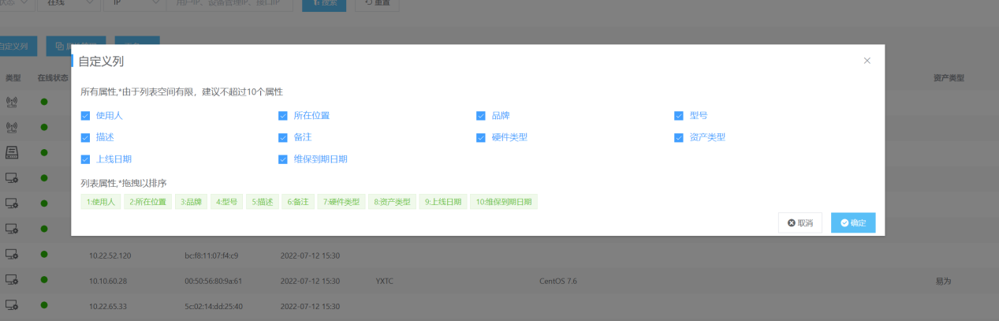 在线 IP 用户IP、设备管理IP、接口IP 搜索 重置
自定义列
自定义列
类型 在线状态 资产类型
所有属性,*由于列表空间有限，建议不超过10个属性
使用人 所在位置 品牌 型号
描述 备注 硬件类型 资产类型
上线日期 维保到期日期
列表属性,*拖拽以排序
1:使用人 2:所在位置 3:品牌 4:型号 5:描述 6:备注 7:硬件类型 8:资产类型 9:上线日期 10:维保到期日期
取消 确定
10.22.52.120 bc:f8:11:07:f4:c9 2022-07-12 15:30
10.10.60.28 00:50:56:80:9a:61 2022-07-12 15:30 YXTC CentOS 7.6 易为
10.22.65.33 5c:02:14:dd:25:40 2022-07-12 15:30